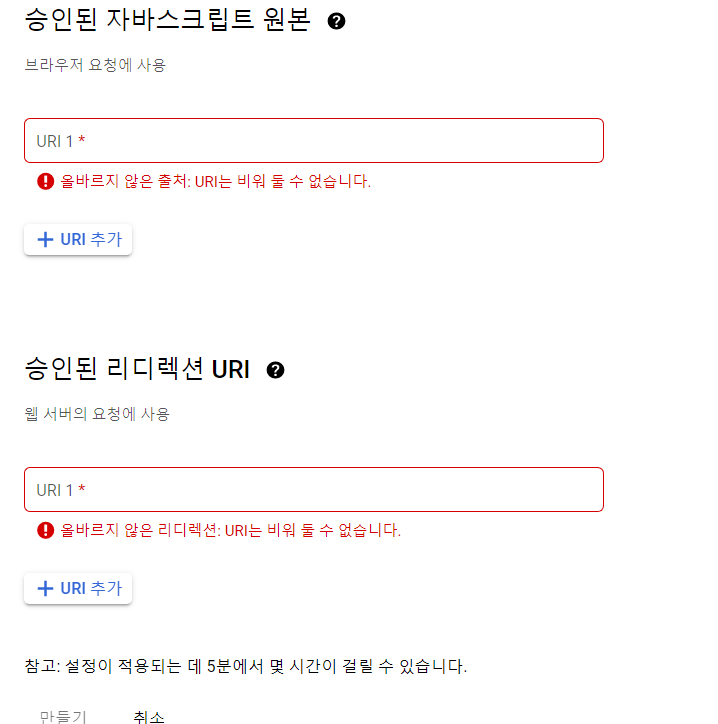 승인된 자바스크립트 원본
브라우저 요청에 사용
URI 1 *
올바르지 않은 출처: URI는 비워 둘 수 없습니다.
URI 추가
승인된 리디렉션 URI
웹 서버의 요청에 사용
URI 1 *
올바르지 않은 리디렉션: URI는 비워 둘 수 없습니다.
URI 추가
참고: 설정이 적용되는 데 5분에서 몇 시간이 걸릴 수 있습니다.
만들기 취소